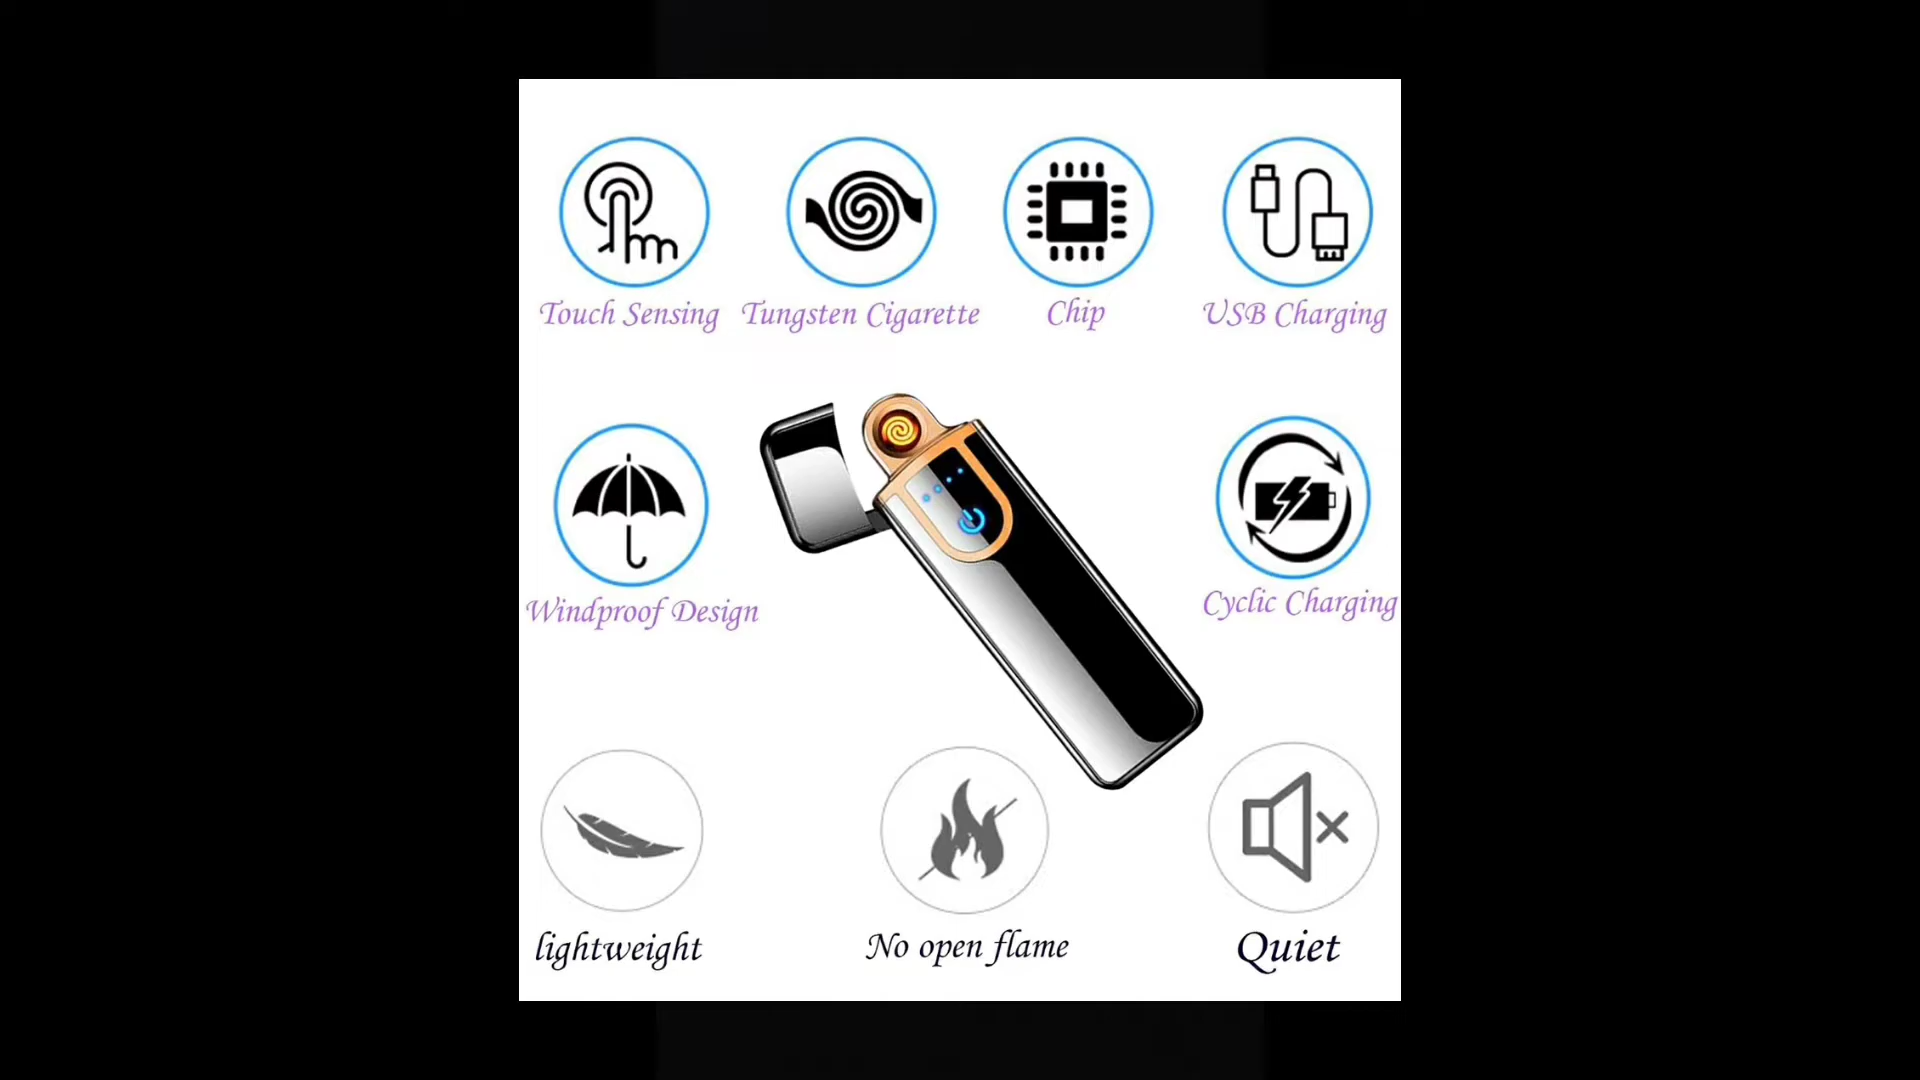 Touch Sensing
Tungsten Cigarette
Chip
USB Charging
Windproof Design
Cyclic Charging
lightweight
No open flame
Quiet